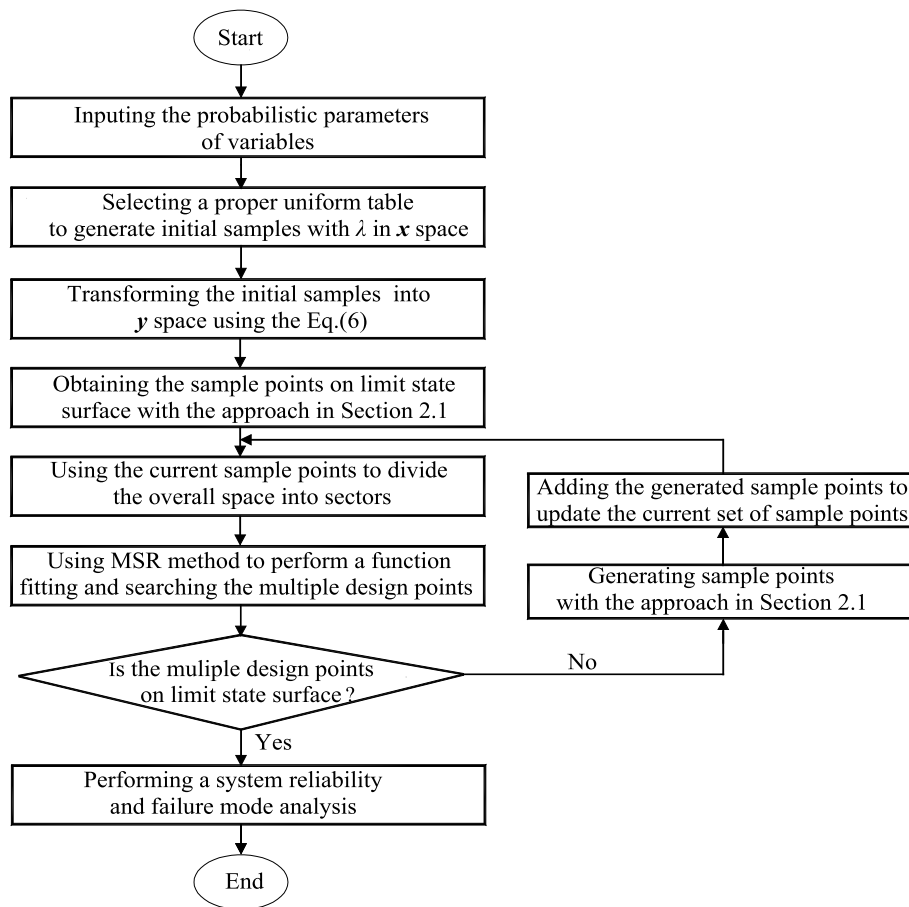 Start
Inputing the probabilistic parameters
of variables
Selecting a proper uniform table
to generate initial samples with λ in x space
Transforming the initial samples into
y space using the Eq.(6)
Obtaining the sample points on limit state
surface with the approach in Section 2.1
Using the current sample points to divide
the overall space into sectors
Adding the generated sample points to
update the current set of sample points
Using MSR method to perform a function
fitting and searching the multiple design points
Generating sample points
with the approach in Section 2.1
Is the muliple design points
on limit state surface?
No
Yes
Performing a system reliability
and failure mode analysis
End